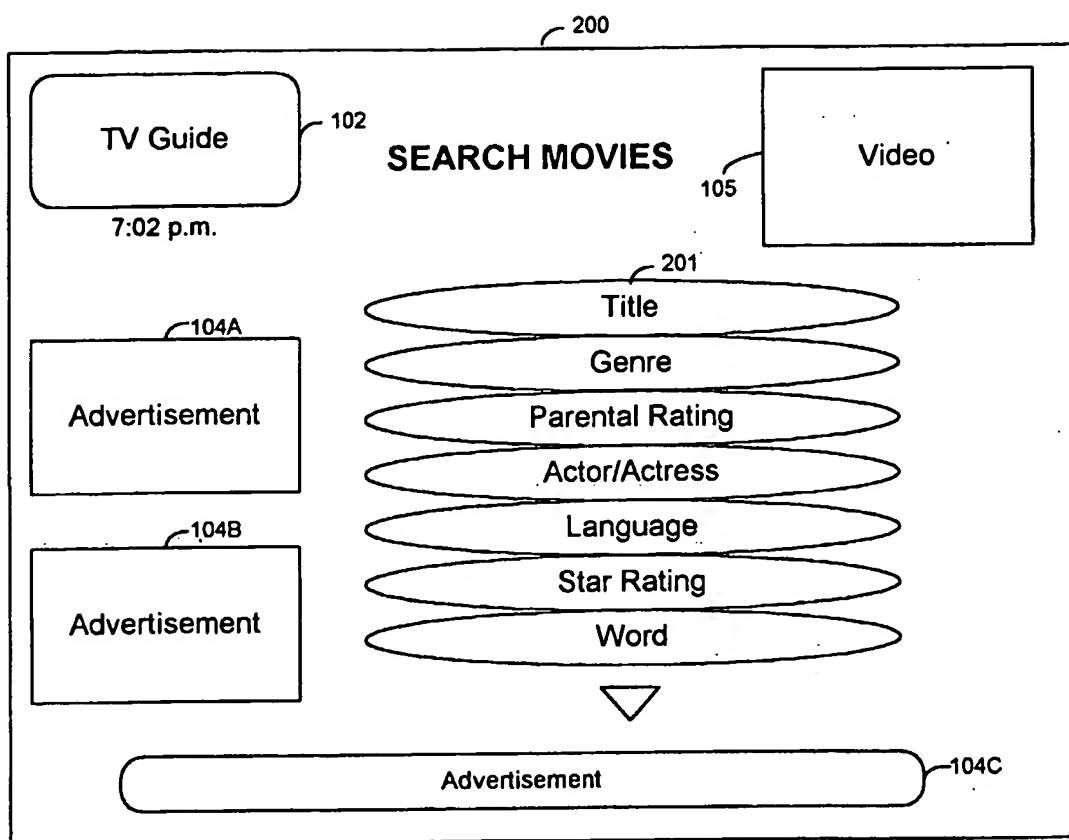 200
TV Guide
102
SEARCH MOVIES
105
Video
7:02 p.m.
201
Title
Genre
Parental Rating
Actor/Actress
Language
Star Rating
Word
104A
Advertisement
104B
Advertisement
Advertisement
104C